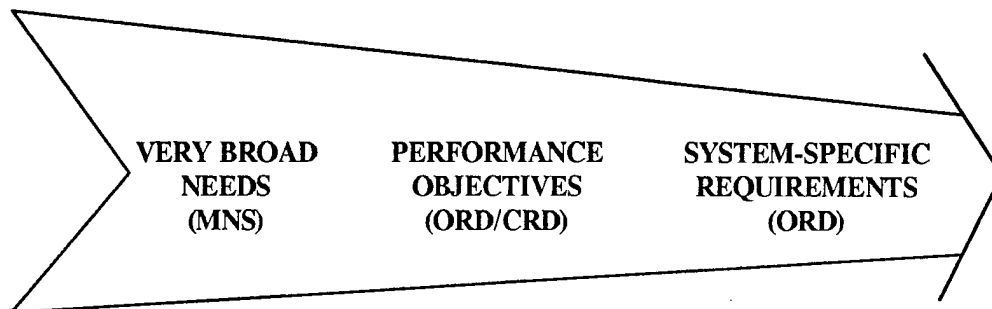 VERY BROAD
NEEDS
(MNS)
PERFORMANCE
OBJECTIVES
(ORD/CRD)
SYSTEM-SPECIFIC
REQUIREMENTS
(ORD)